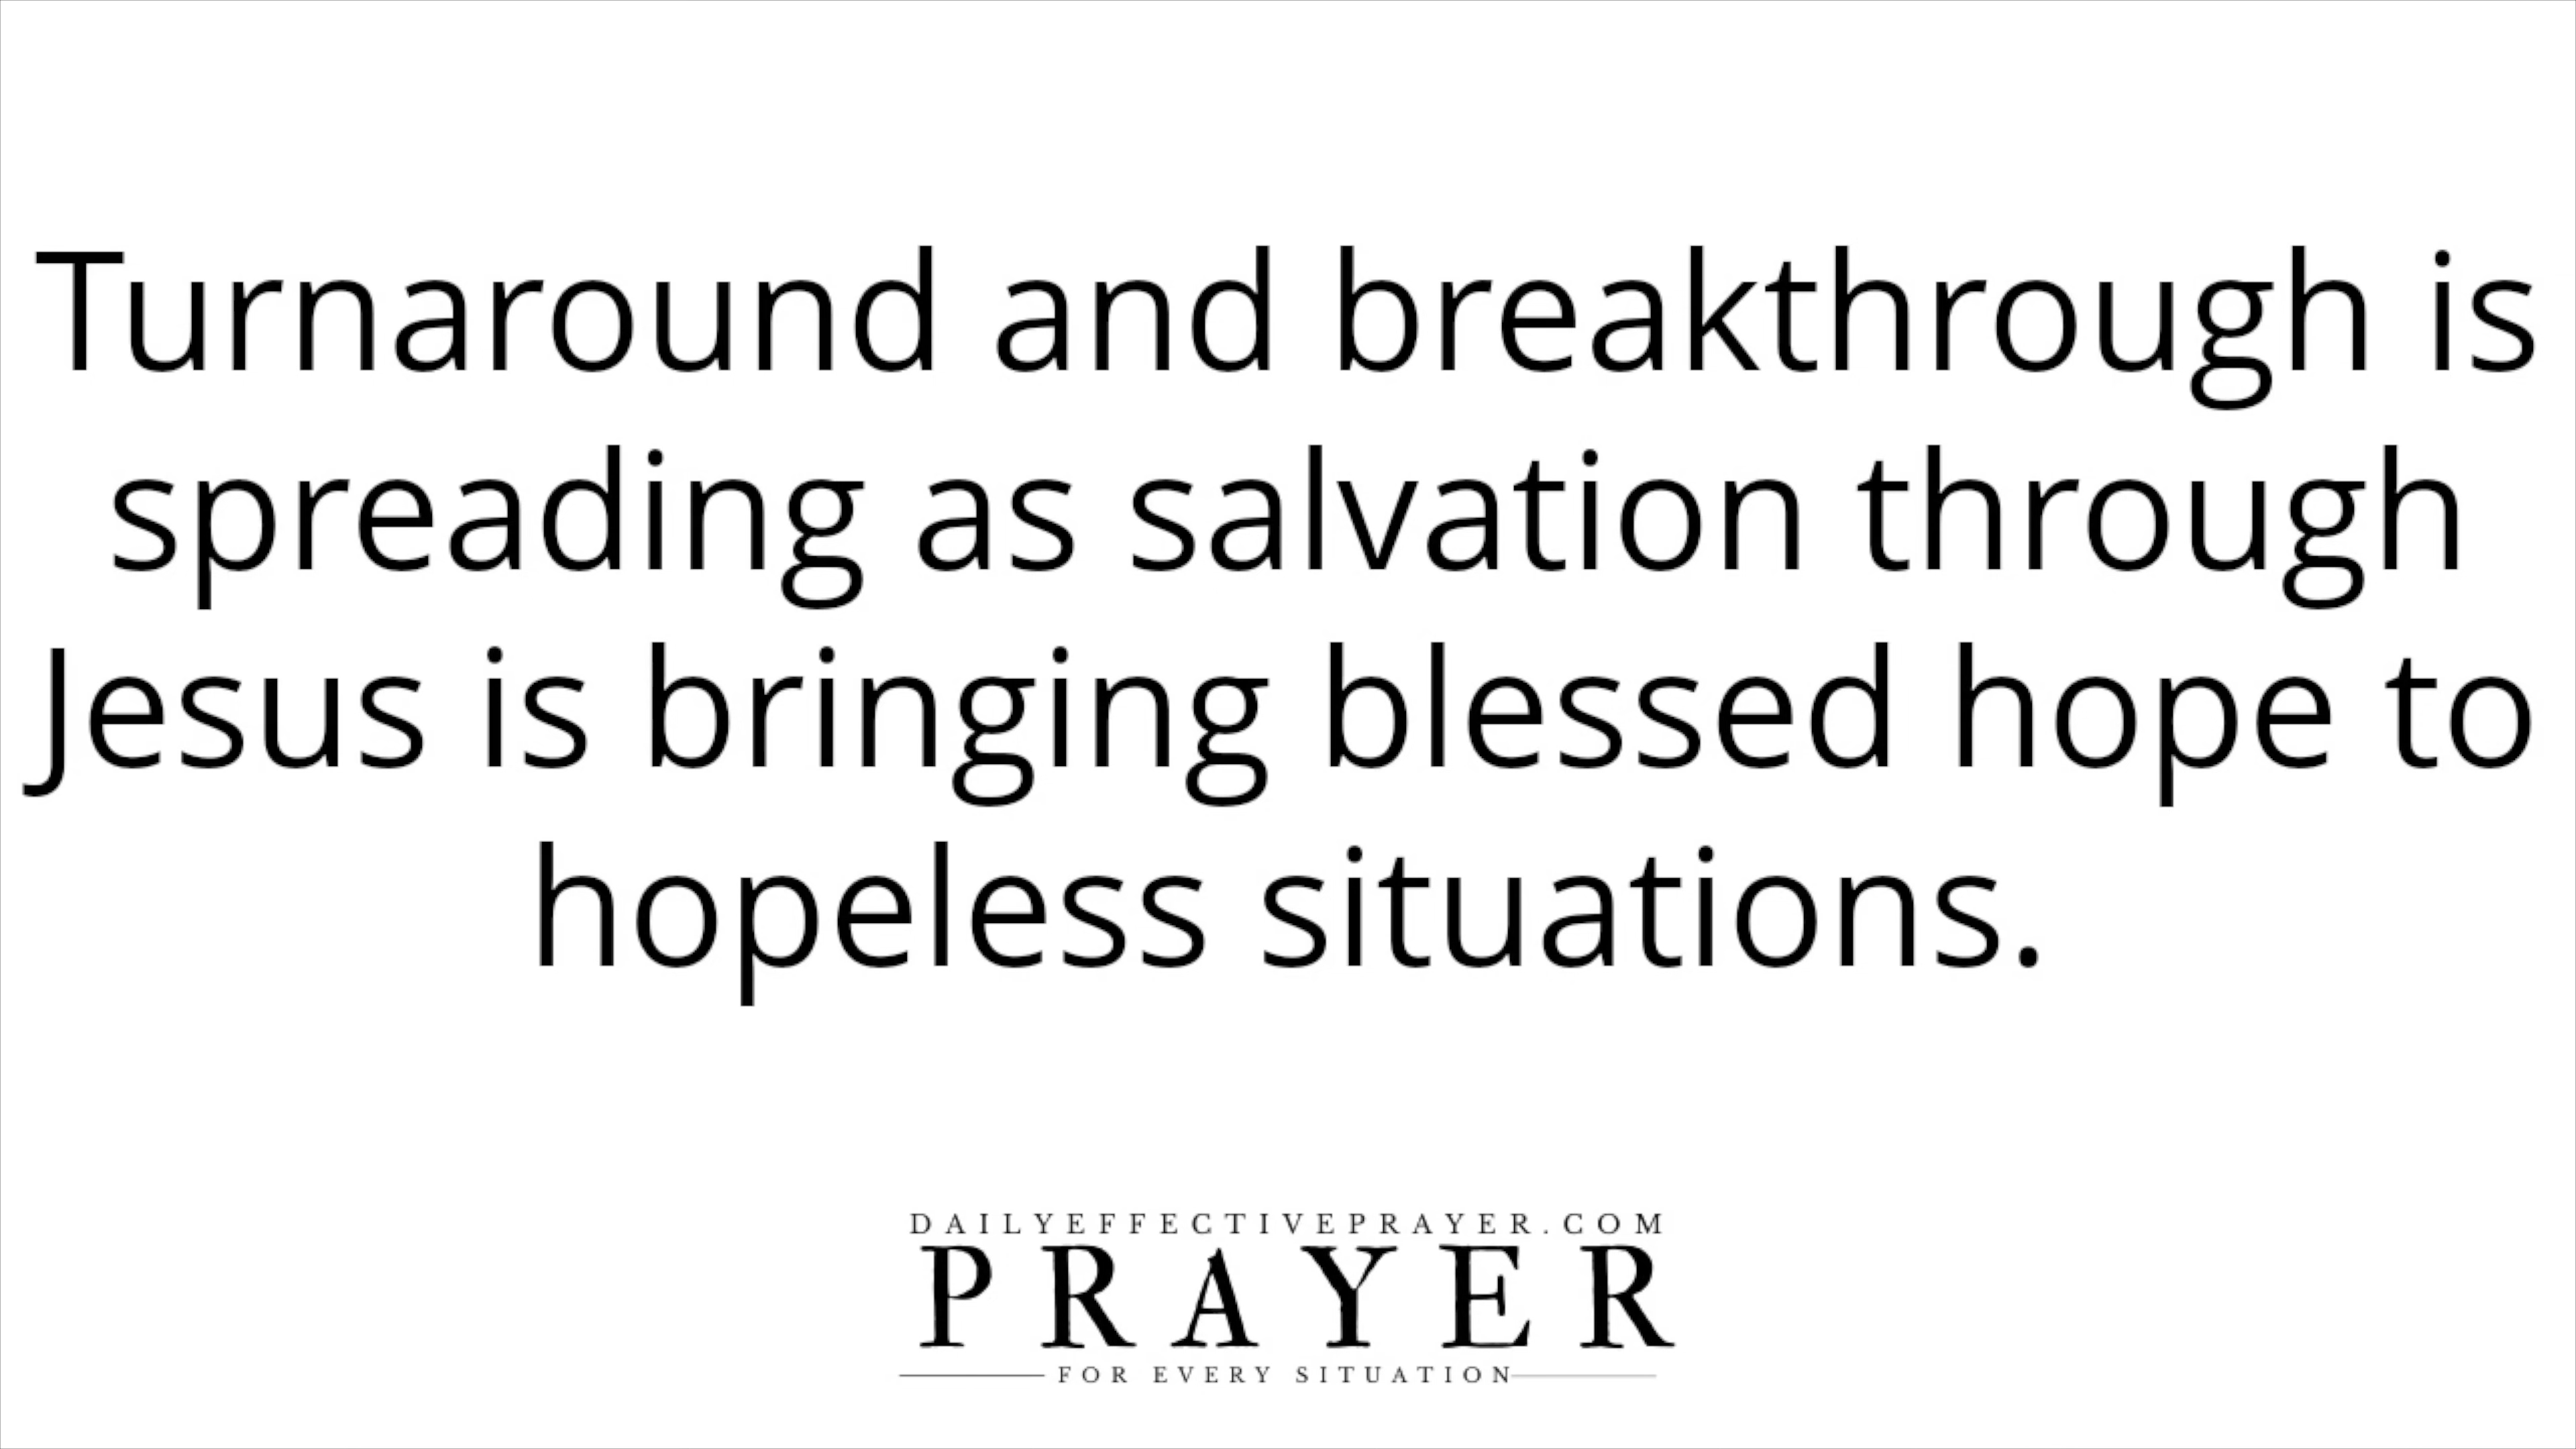 Turnaround and breakthrough is
spreading as salvation through
Jesus is bringing blessed hope to
hopeless situations.
DAILYEFFECTIVEPRAYER.COM
PRAYER
FOR EVERY SITUATION